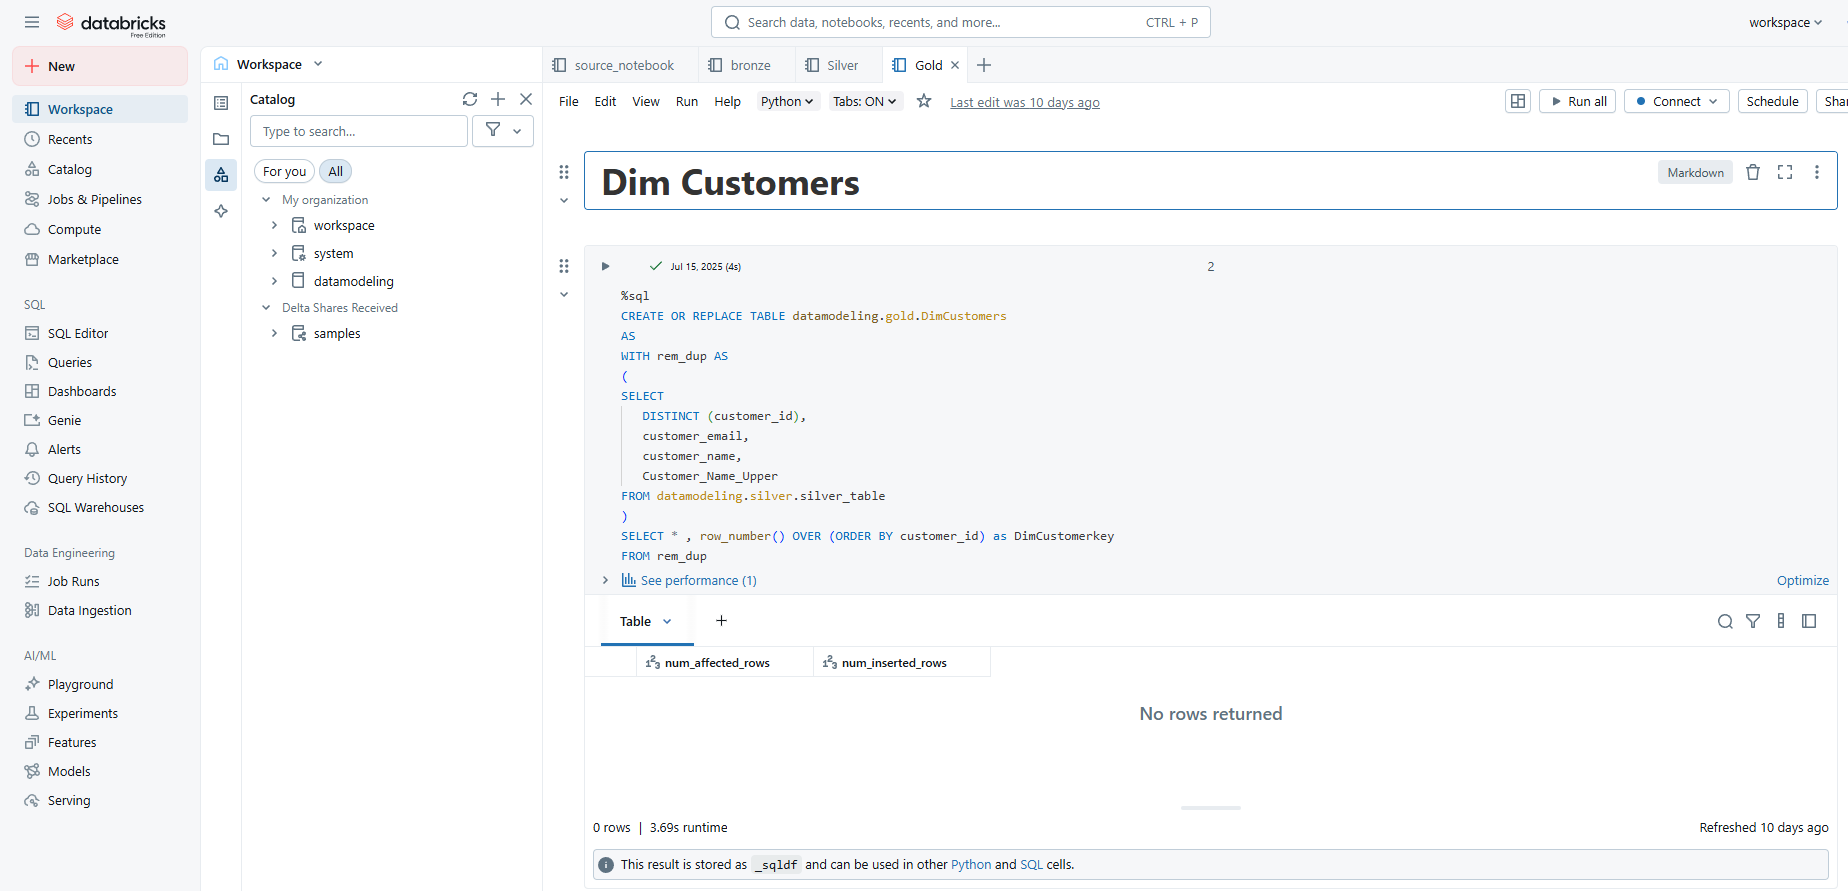 databricks
Free Edition
Search data, notebooks, recents, and more...
CTRL + P
workspace
New
Workspace
Recents
Catalog
Jobs & Pipelines
Compute
Marketplace
SQL
SQL Editor
Queries
Dashboards
Genie
Alerts
Query History
SQL Warehouses
Data Engineering
Job Runs
Data Ingestion
AI/ML
Playground
Experiments
Features
Models
Serving
Workspace
Catalog
Type to search...
For you
All
My organization
workspace
system
datamodeling
Delta Shares Received
samples
source_notebook
bronze
Silver
Gold
File Edit View Run Help Python Tabs: ON Last edit was 10 days ago
Run all
Connect
Schedule
Shar
Dim Customers
Markdown
Jul 15, 2025 (4s)
2
%sql
CREATE OR REPLACE TABLE datamodeling.gold.DimCustomers
AS
WITH rem_dup AS
(
SELECT
DISTINCT (customer_id),
customer_email,
customer_name,
Customer_Name_Upper
FROM datamodeling.silver.silver_table
)
SELECT * , row_number() OVER (ORDER BY customer_id) as DimCustomerkey
FROM rem_dup
See performance (1)
Optimize
Table
num_affected_rows
num_inserted_rows
No rows returned
0 rows | 3.69s runtime
Refreshed 10 days ago
This result is stored as _sqldf and can be used in other Python and SQL cells.